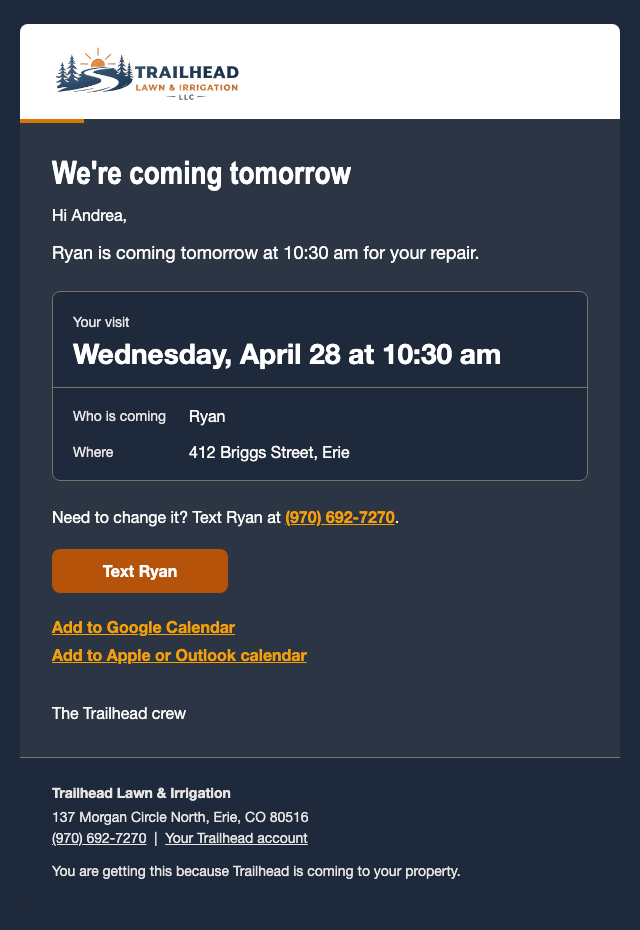 TRAILHEAD
LAWN & IRRIGATION
LLC
We're coming tomorrow
Hi Andrea,
Ryan is coming tomorrow at 10:30 am for your repair.
Your visit
Wednesday, April 28 at 10:30 am
Who is coming Ryan
Where 412 Briggs Street, Erie
Need to change it? Text Ryan at (970) 692-7270.
Text Ryan
Add to Google Calendar
Add to Apple or Outlook calendar
The Trailhead crew
Trailhead Lawn & Irrigation
137 Morgan Circle North, Erie, CO 80516
(970) 692-7270 | Your Trailhead account
You are getting this because Trailhead is coming to your property.